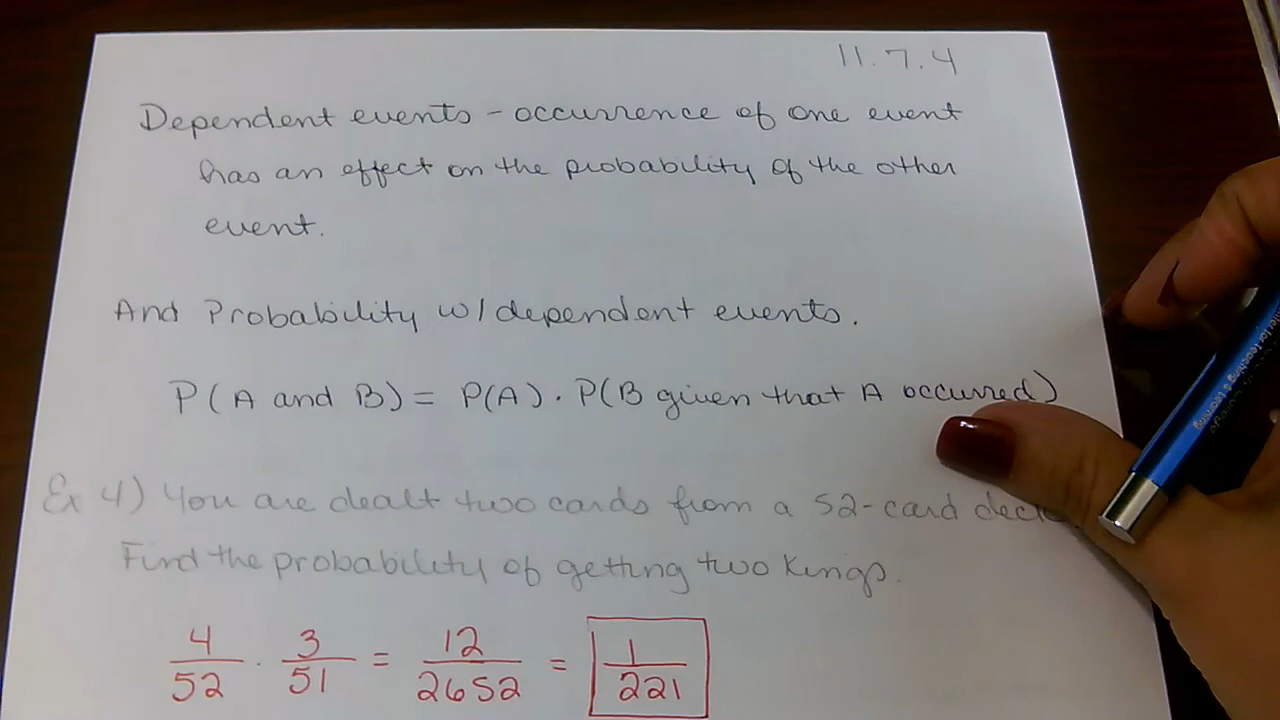 11.7.4
Dependent events - occurrence of one event
has an effect on the probability of the other
event.
And Probability w/ dependent events.
P(A and B) = P(A) · P(B given that A occurred)
Ex 4) You are dealt two cards from a 52-card deck.
Find the probability of getting two kings.
4/52 · 3/51 = 12/2652 = 1/221